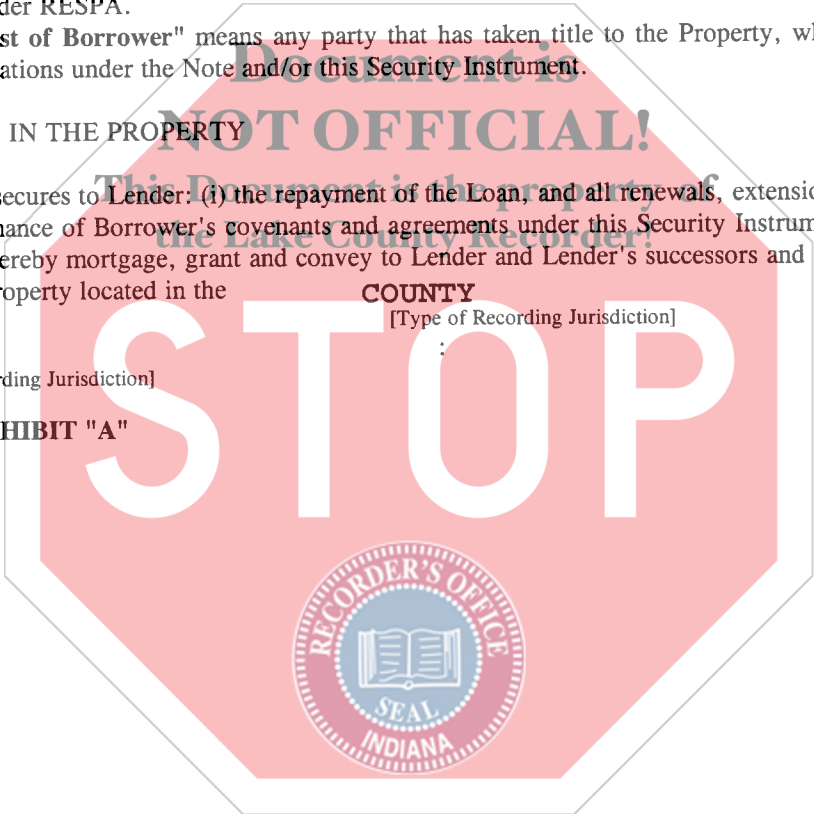 der RESPA.
st of Borrower" means any party that has taken title to the Property, wh
ations under the Note and/or this Security Instrument.
Document is
NOT OFFICIAL!
This Document is the property of
the Lake County Recorder!
IN THE PROPERTY
secures to Lender: (i) the repayment of the Loan, and all renewals, extensio
nance of Borrower's covenants and agreements under this Security Instrum
ereby mortgage, grant and convey to Lender and Lender's successors and
operty located in the COUNTY
[Type of Recording Jurisdiction]
:
ding Jurisdiction]
HIBIT "A"
STOP
RECORDER'S OFFICE
SEAL
INDIANA